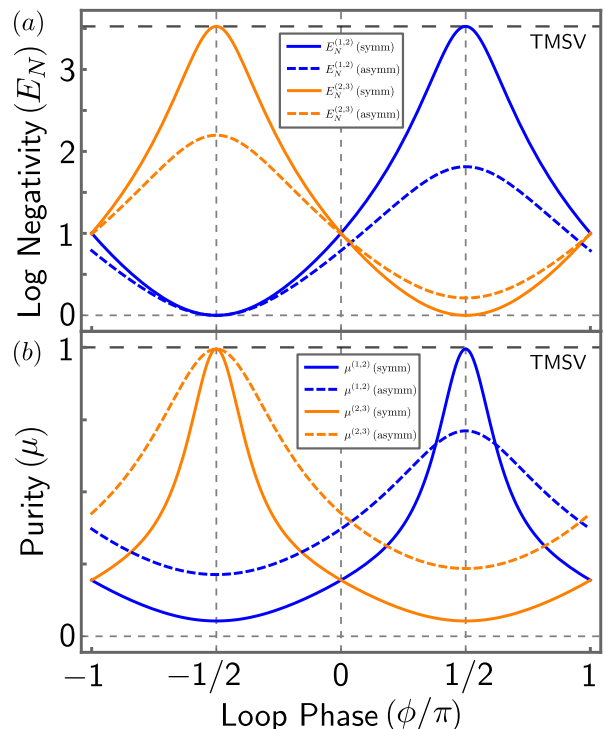 (a)
TMSV
E_N^{(1,2)} (symm)
E_N^{(1,2)} (asymm)
E_N^{(2,3)} (symm)
E_N^{(2,3)} (asymm)
Log Negativity (E_N)
3
2
1
0
(b)
TMSV
μ^{(1,2)} (symm)
μ^{(1,2)} (asymm)
μ^{(2,3)} (symm)
μ^{(2,3)} (asymm)
Purity (μ)
1
0
−1
−1/2
0
1/2
1
Loop Phase (ϕ/π)